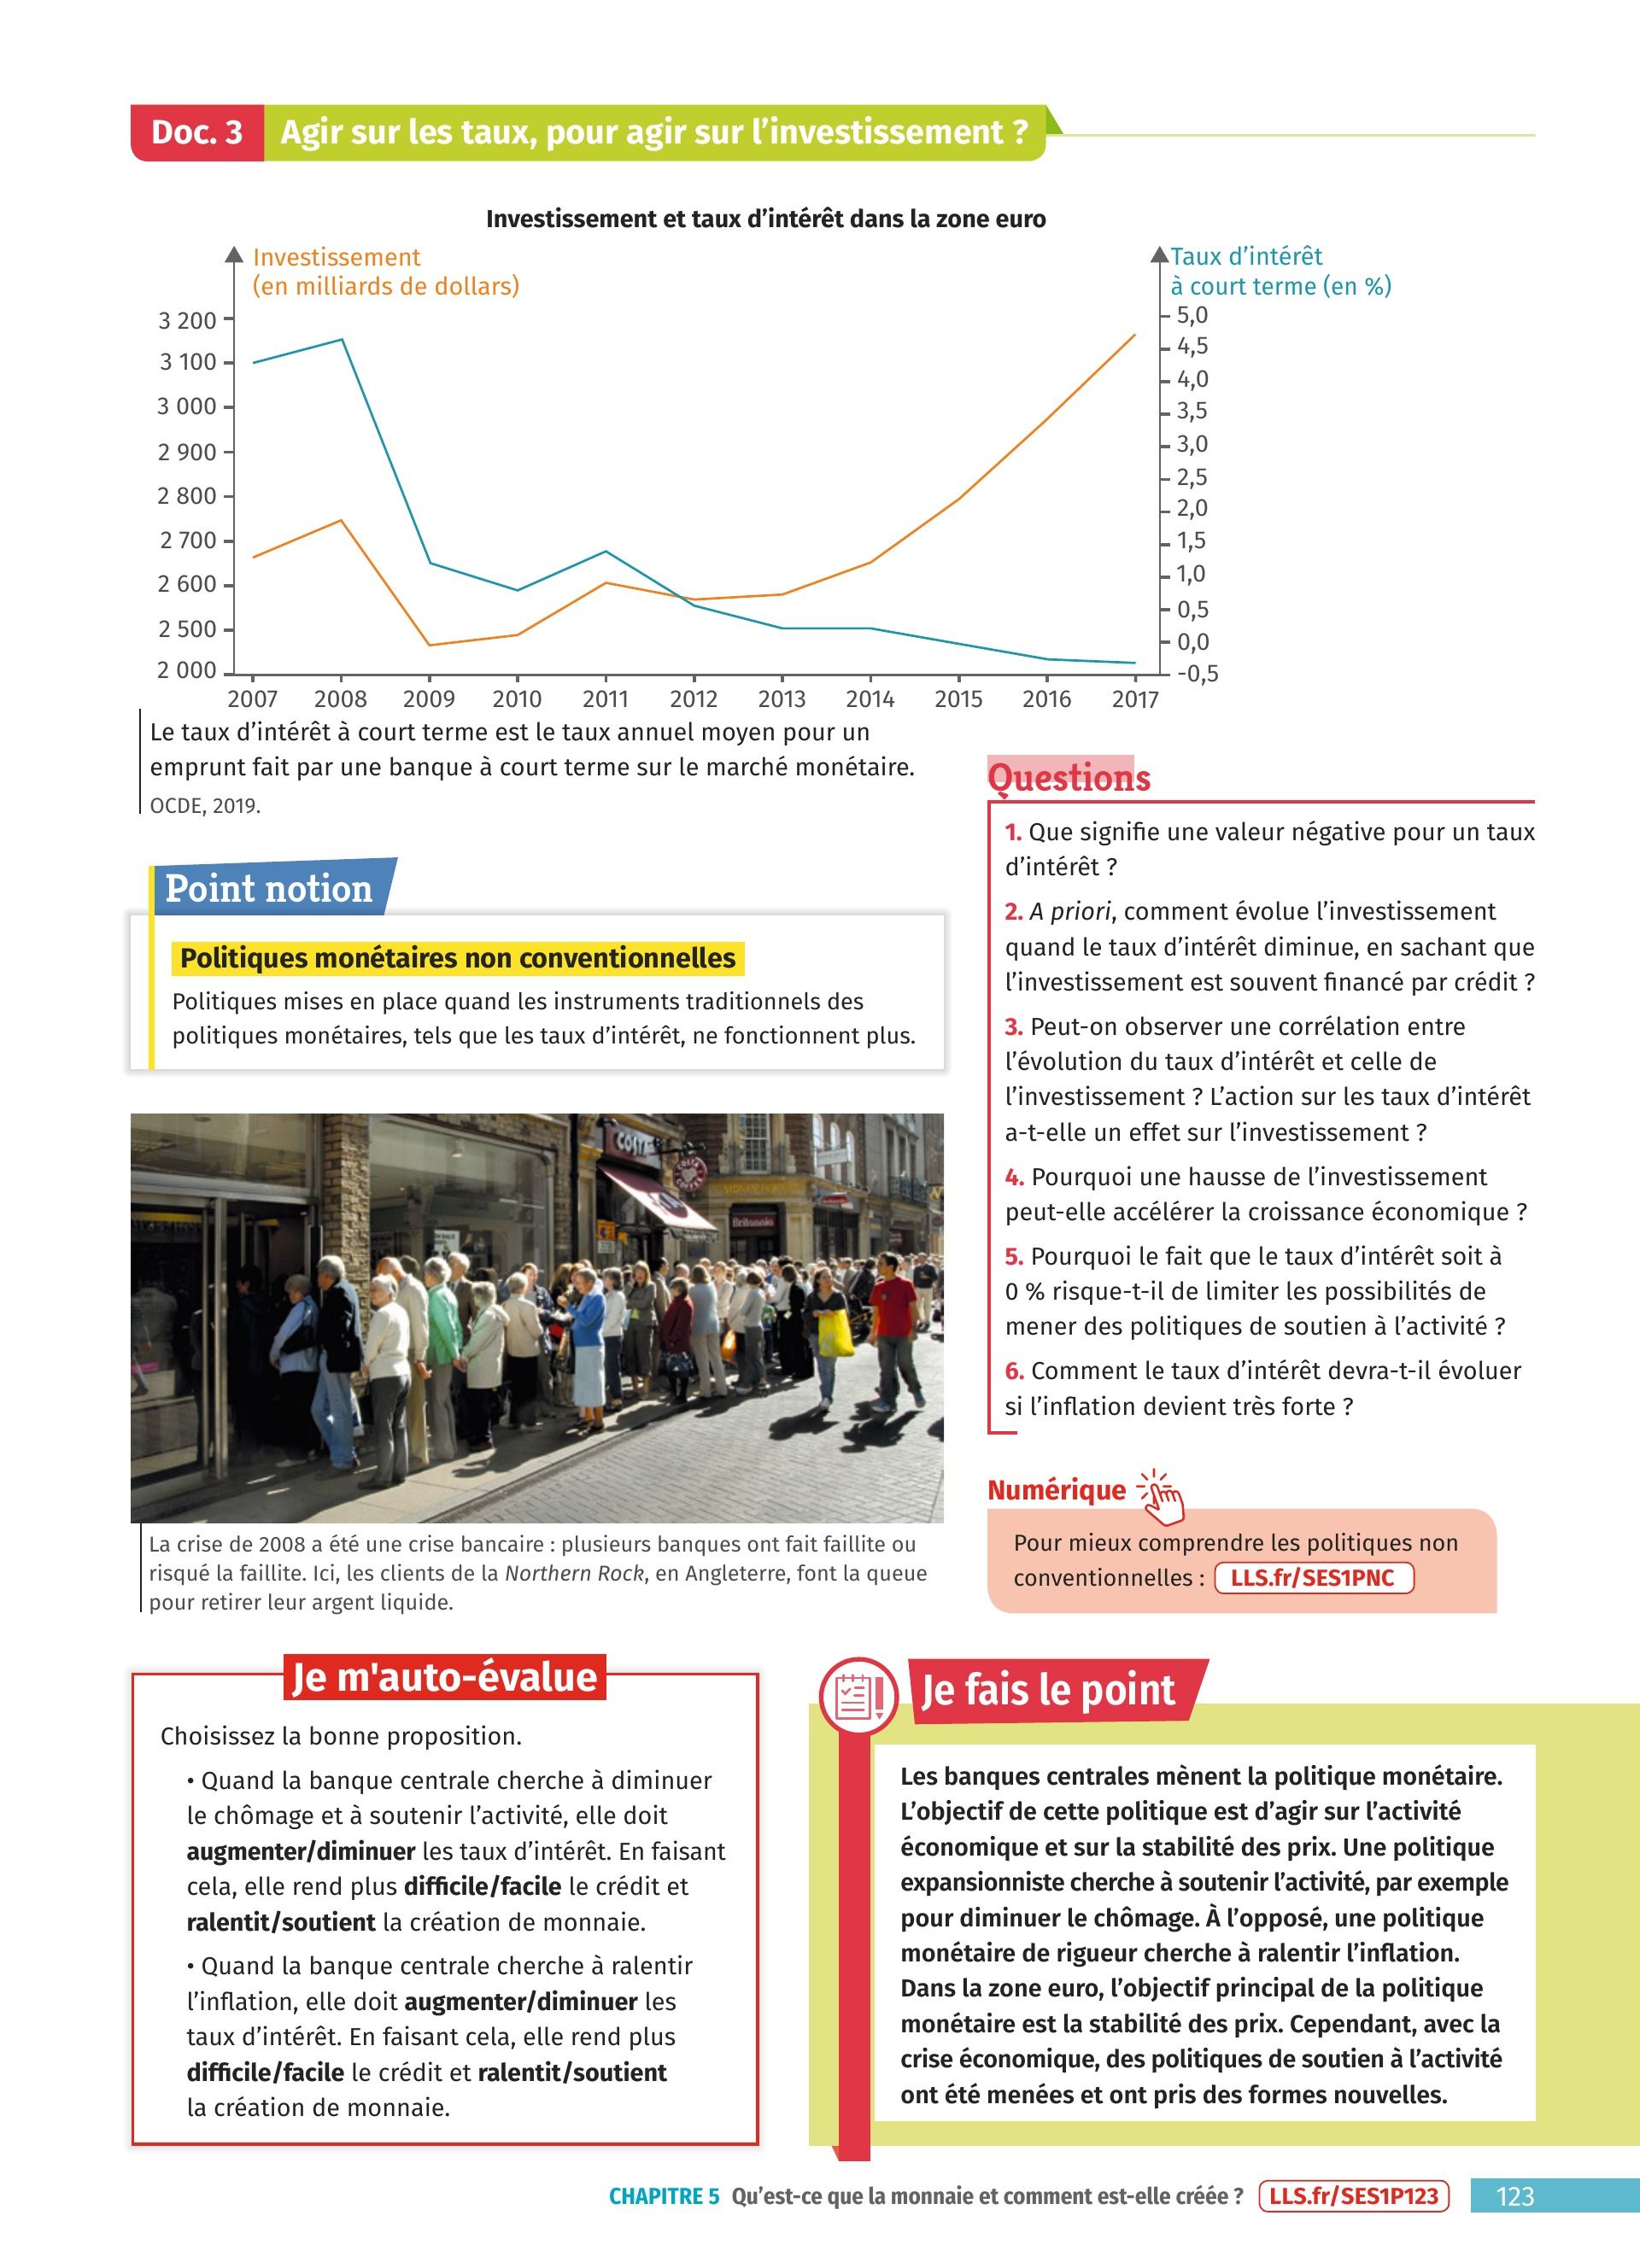 Doc. 3 Agir sur les taux, pour agir sur l’investissement ?
Investissement et taux d’intérêt dans la zone euro
Investissement
(en milliards de dollars)
Taux d’intérêt
à court terme (en %)
3 200
3 100
3 000
2 900
2 800
2 700
2 600
2 500
2 000
5,0
4,5
4,0
3,5
3,0
2,5
2,0
1,5
1,0
0,5
0,0
-0,5
2007 2008 2009 2010 2011 2012 2013 2014 2015 2016 2017
Le taux d’intérêt à court terme est le taux annuel moyen pour un
emprunt fait par une banque à court terme sur le marché monétaire.
OCDE, 2019.
Point notion
Politiques monétaires non conventionnelles
Politiques mises en place quand les instruments traditionnels des
politiques monétaires, tels que les taux d’intérêt, ne fonctionnent plus.
COSTA
Britannia
La crise de 2008 a été une crise bancaire : plusieurs banques ont fait faillite ou
risqué la faillite. Ici, les clients de la Northern Rock, en Angleterre, font la queue
pour retirer leur argent liquide.
Questions
1. Que signifie une valeur négative pour un taux
d’intérêt ?
2. A priori, comment évolue l’investissement
quand le taux d’intérêt diminue, en sachant que
l’investissement est souvent financé par crédit ?
3. Peut-on observer une corrélation entre
l’évolution du taux d’intérêt et celle de
l’investissement ? L’action sur les taux d’intérêt
a-t-elle un effet sur l’investissement ?
4. Pourquoi une hausse de l’investissement
peut-elle accélérer la croissance économique ?
5. Pourquoi le fait que le taux d’intérêt soit à
0 % risque-t-il de limiter les possibilités de
mener des politiques de soutien à l’activité ?
6. Comment le taux d’intérêt devra-t-il évoluer
si l’inflation devient très forte ?
Numérique
Pour mieux comprendre les politiques non
conventionnelles : LLS.fr/SES1PNC
Je m'auto-évalue
Choisissez la bonne proposition.
• Quand la banque centrale cherche à diminuer
le chômage et à soutenir l’activité, elle doit
augmenter/diminuer les taux d’intérêt. En faisant
cela, elle rend plus difficile/facile le crédit et
ralentit/soutient la création de monnaie.
• Quand la banque centrale cherche à ralentir
l’inflation, elle doit augmenter/diminuer les
taux d’intérêt. En faisant cela, elle rend plus
difficile/facile le crédit et ralentit/soutient
la création de monnaie.
Je fais le point
Les banques centrales mènent la politique monétaire.
L’objectif de cette politique est d’agir sur l’activité
économique et sur la stabilité des prix. Une politique
expansionniste cherche à soutenir l’activité, par exemple
pour diminuer le chômage. À l’opposé, une politique
monétaire de rigueur cherche à ralentir l’inflation.
Dans la zone euro, l’objectif principal de la politique
monétaire est la stabilité des prix. Cependant, avec la
crise économique, des politiques de soutien à l’activité
ont été menées et ont pris des formes nouvelles.
CHAPITRE 5 Qu’est-ce que la monnaie et comment est-elle créée ? LLS.fr/SES1P123 123